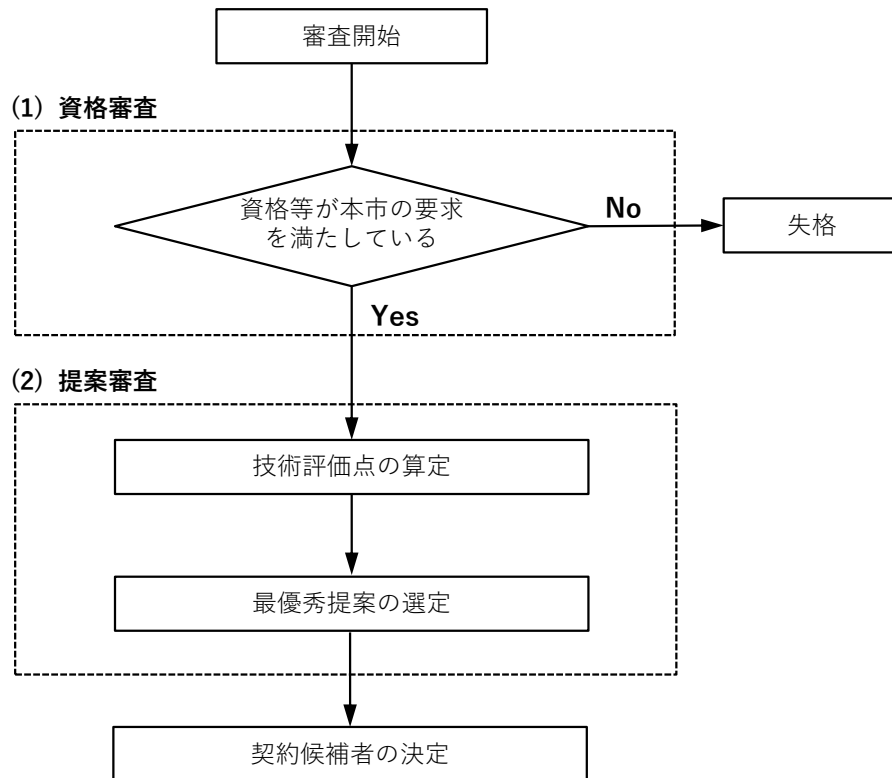 審査開始
(1) 資格審査
資格等が本市の要求
を満たしている
No
失格
Yes
(2) 提案審査
技術評価点の算定
最優秀提案の選定
契約候補者の決定